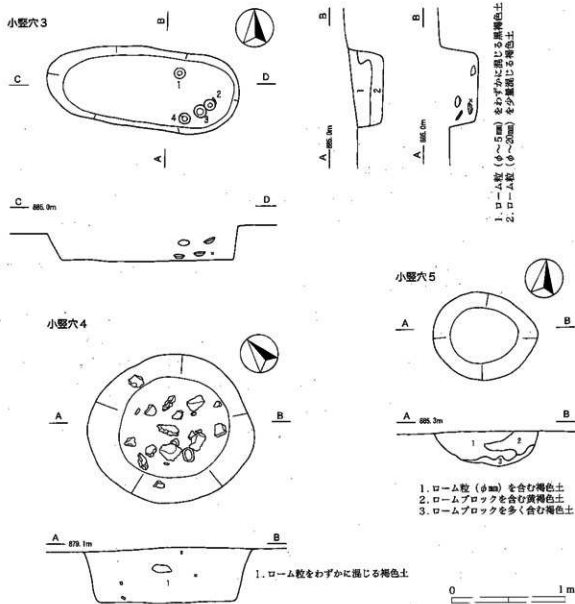 小竪穴3
B
A
C
D
1
2
3
4
C 885.0m
D
B
A 885.0m
1
2
B
A 885.0m
1. ローム粒(φ〜5mm)をわずかに混じる黒褐色土
2. ローム粒(φ〜20mm)を少量混じる褐色土
小竪穴4
A
B
A 879.1m
B
1
1. ローム粒をわずかに混じる褐色土
小竪穴5
A
B
A 885.3m
B
1
2
3
1. ローム粒(φmm)を含む褐色土
2. ロームブロックを含む黄褐色土
3. ロームブロックを多く含む褐色土
0 1m